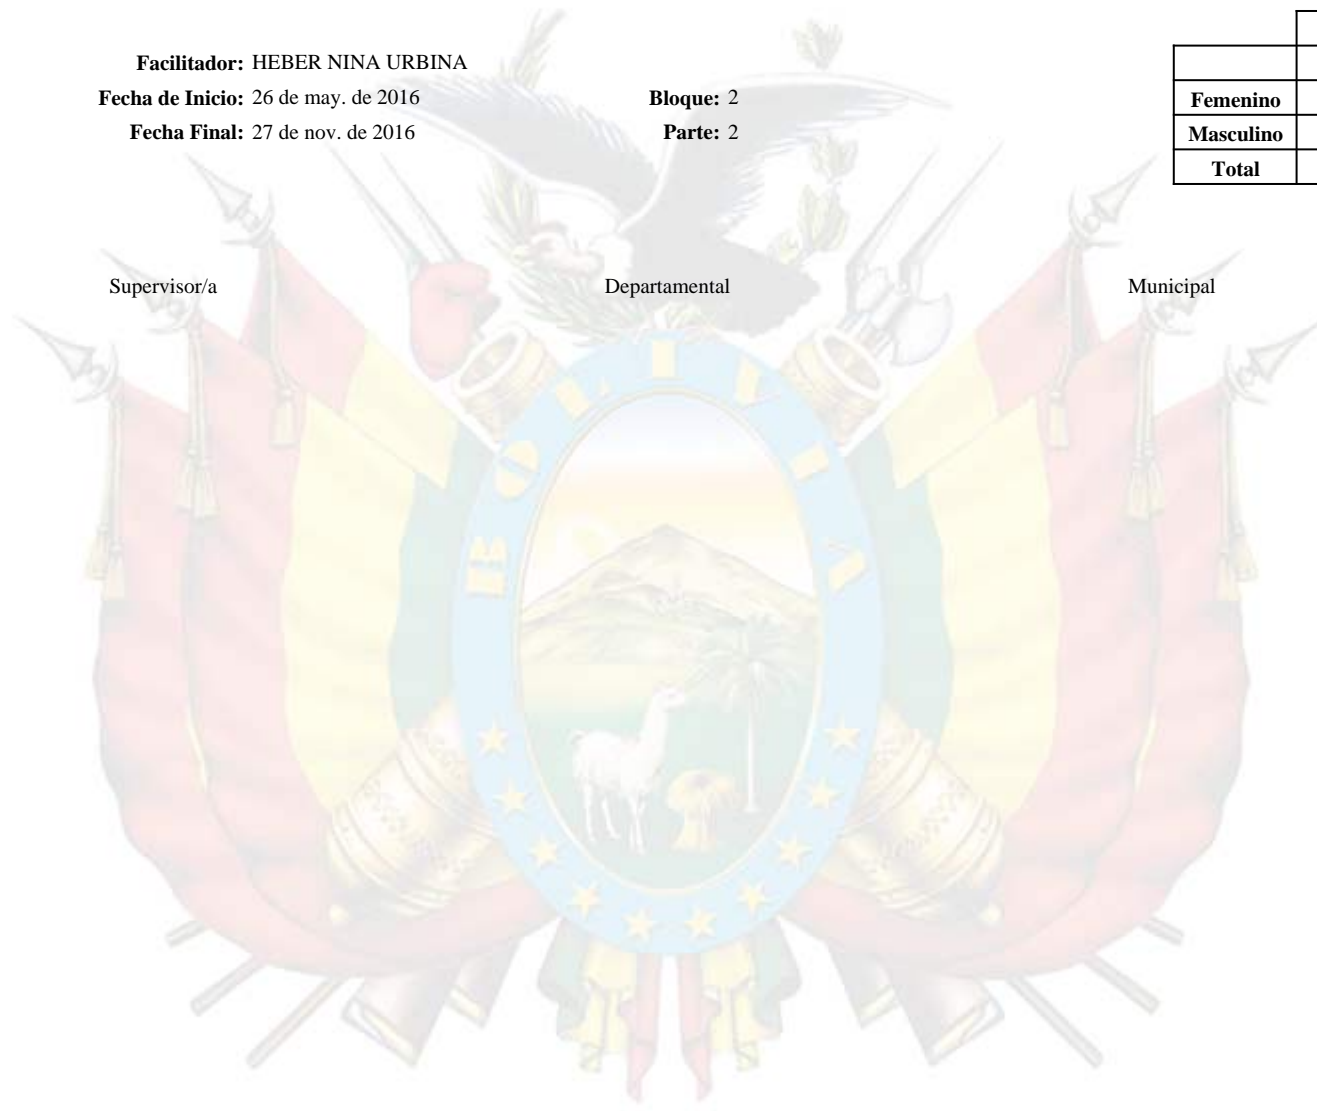 Facilitador: HEBER NINA URBINA
Fecha de Inicio: 26 de may. de 2016 Bloque: 2
Fecha Final: 27 de nov. de 2016 Parte: 2
Femenino
Masculino
Total
Supervisor/a Departamental Municipal
BOLIVIA